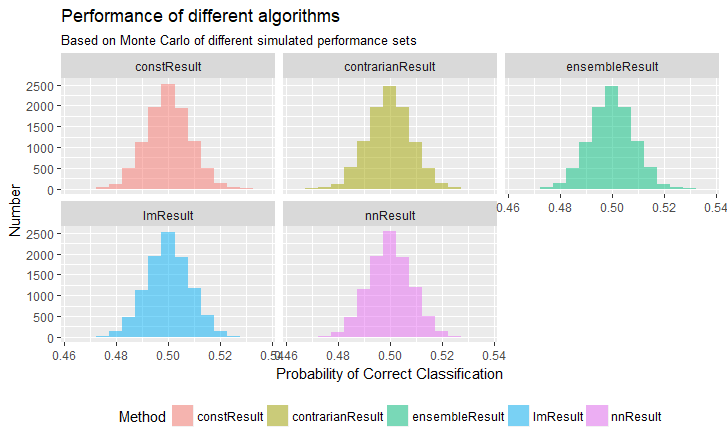 Performance of different algorithms
Based on Monte Carlo of different simulated performance sets
constResult
contrarianResult
ensembleResult
2500
2000
1500
1000
500
0
0.46 0.48 0.50 0.52 0.54
lmResult
nnResult
2500
2000
1500
1000
500
0
0.46 0.48 0.50 0.52 0.54
0.46 0.48 0.50 0.52 0.54
Number
Probability of Correct Classification
Method constResult contrarianResult ensembleResult lmResult nnResult